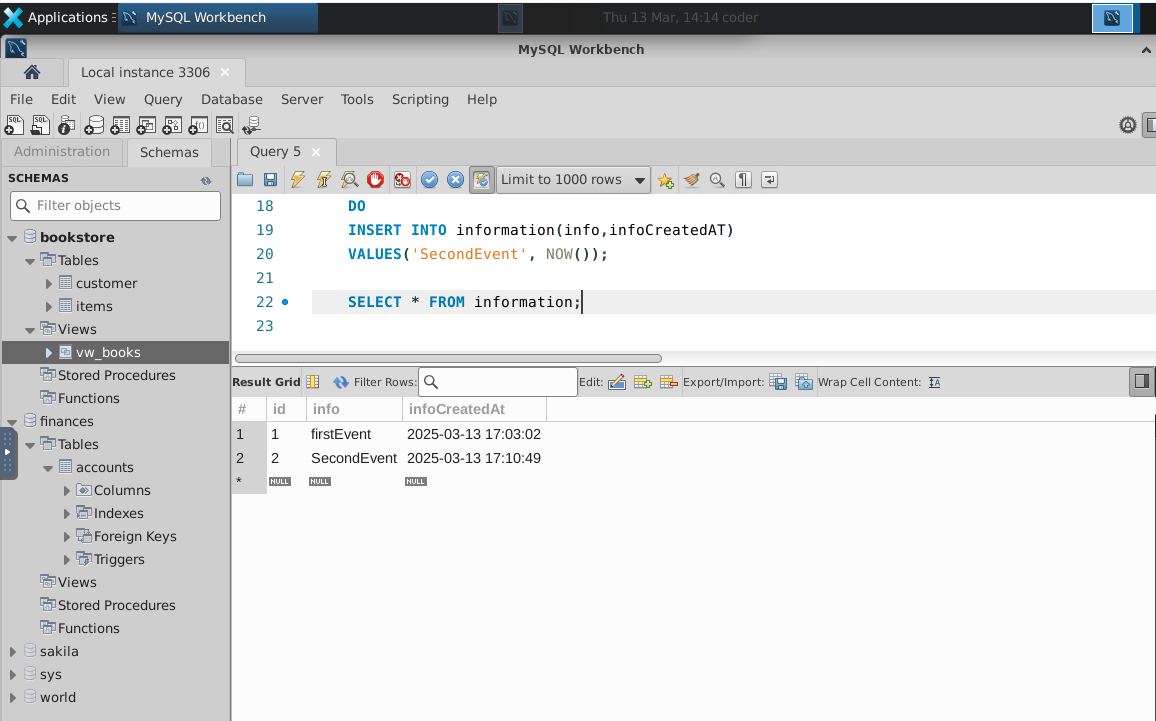 Applications MySQL Workbench Thu 13 Mar, 14:14 coder
MySQL Workbench
Local instance 3306
File Edit View Query Database Server Tools Scripting Help
Administration Schemas
Query 5
SCHEMAS
Limit to 1000 rows
Filter objects
bookstore
Tables
customer
items
Views
vw_books
Stored Procedures
Functions
finances
Tables
accounts
Columns
Indexes
Foreign Keys
Triggers
Views
Stored Procedures
Functions
sakila
sys
world
18 DO
19 INSERT INTO information(info,infoCreatedAT)
20 VALUES('SecondEvent', NOW());
21
22 SELECT * FROM information;
23
Result Grid Filter Rows: Edit: Export/Import: Wrap Cell Content:
# id info infoCreatedAt
1 1 firstEvent 2025-03-13 17:03:02
2 2 SecondEvent 2025-03-13 17:10:49
* NULL NULL NULL